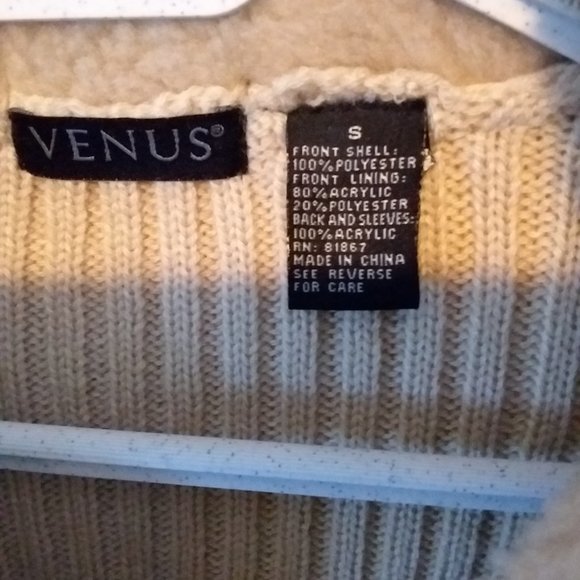 VENUS®
S
FRONT SHELL:
100% POLYESTER
FRONT LINING:
80% ACRYLIC
20% POLYESTER
BACK AND SLEEVES:
100% ACRYLIC
RN: 81867
MADE IN CHINA
SEE REVERSE
FOR CARE